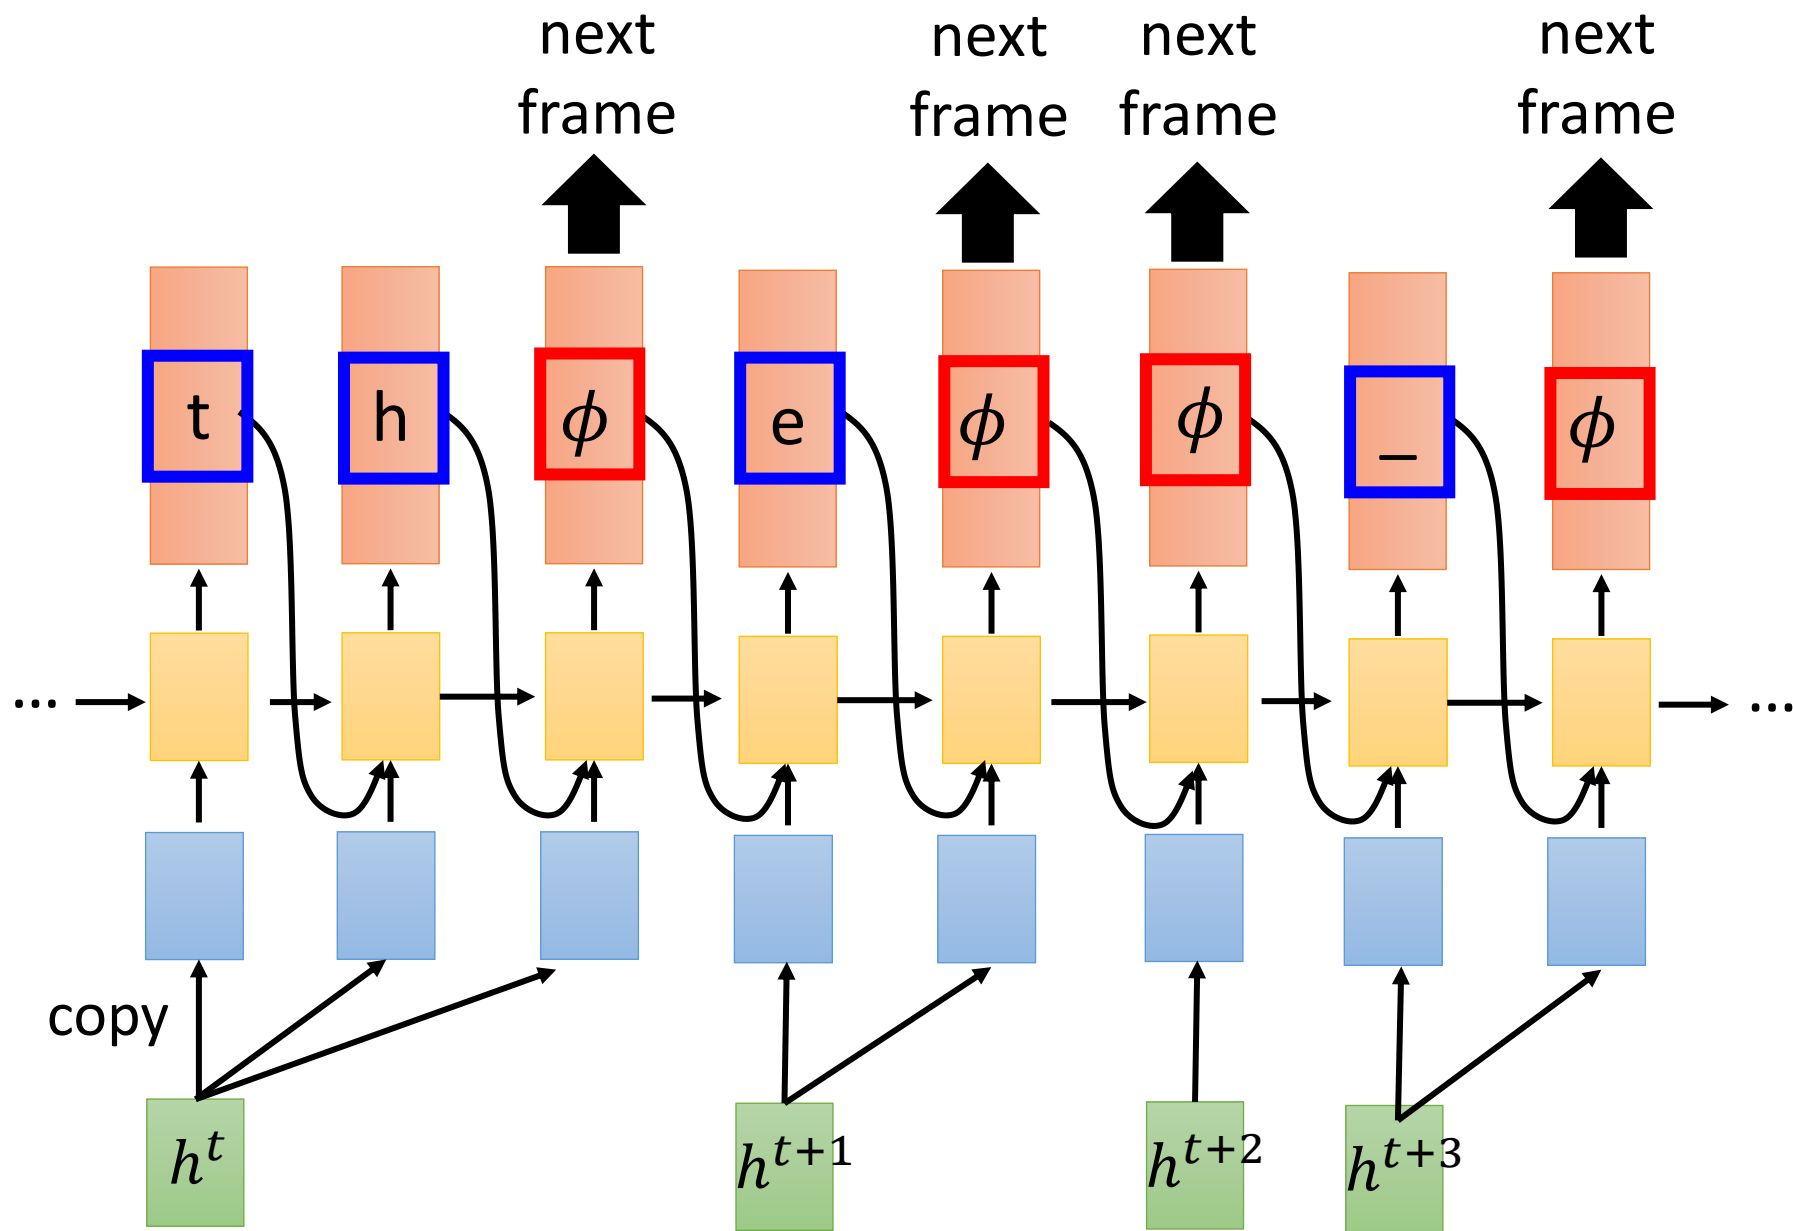 next
frame
next
frame
next
frame
next
frame
t
h
ϕ
e
ϕ
ϕ
_
ϕ
...
...
copy
h^t
h^{t+1}
h^{t+2}
h^{t+3}